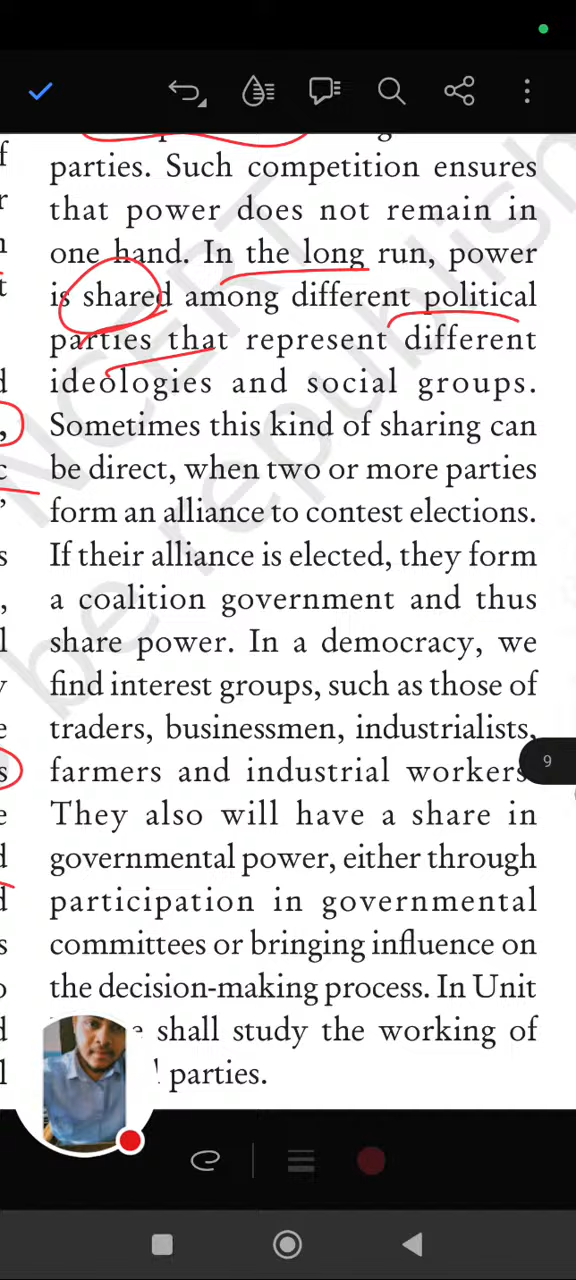 parties. Such competition ensures
that power does not remain in
one hand. In the long run, power
is shared among different political
parties that represent different
ideologies and social groups.
Sometimes this kind of sharing can
be direct, when two or more parties
form an alliance to contest elections.
If their alliance is elected, they form
a coalition government and thus
share power. In a democracy, we
find interest groups, such as those of
traders, businessmen, industrialists,
farmers and industrial workers.
They also will have a share in
governmental power, either through
participation in governmental
committees or bringing influence on
the decision-making process. In Unit
shall study the working of
parties.
9
NCERT
be republish